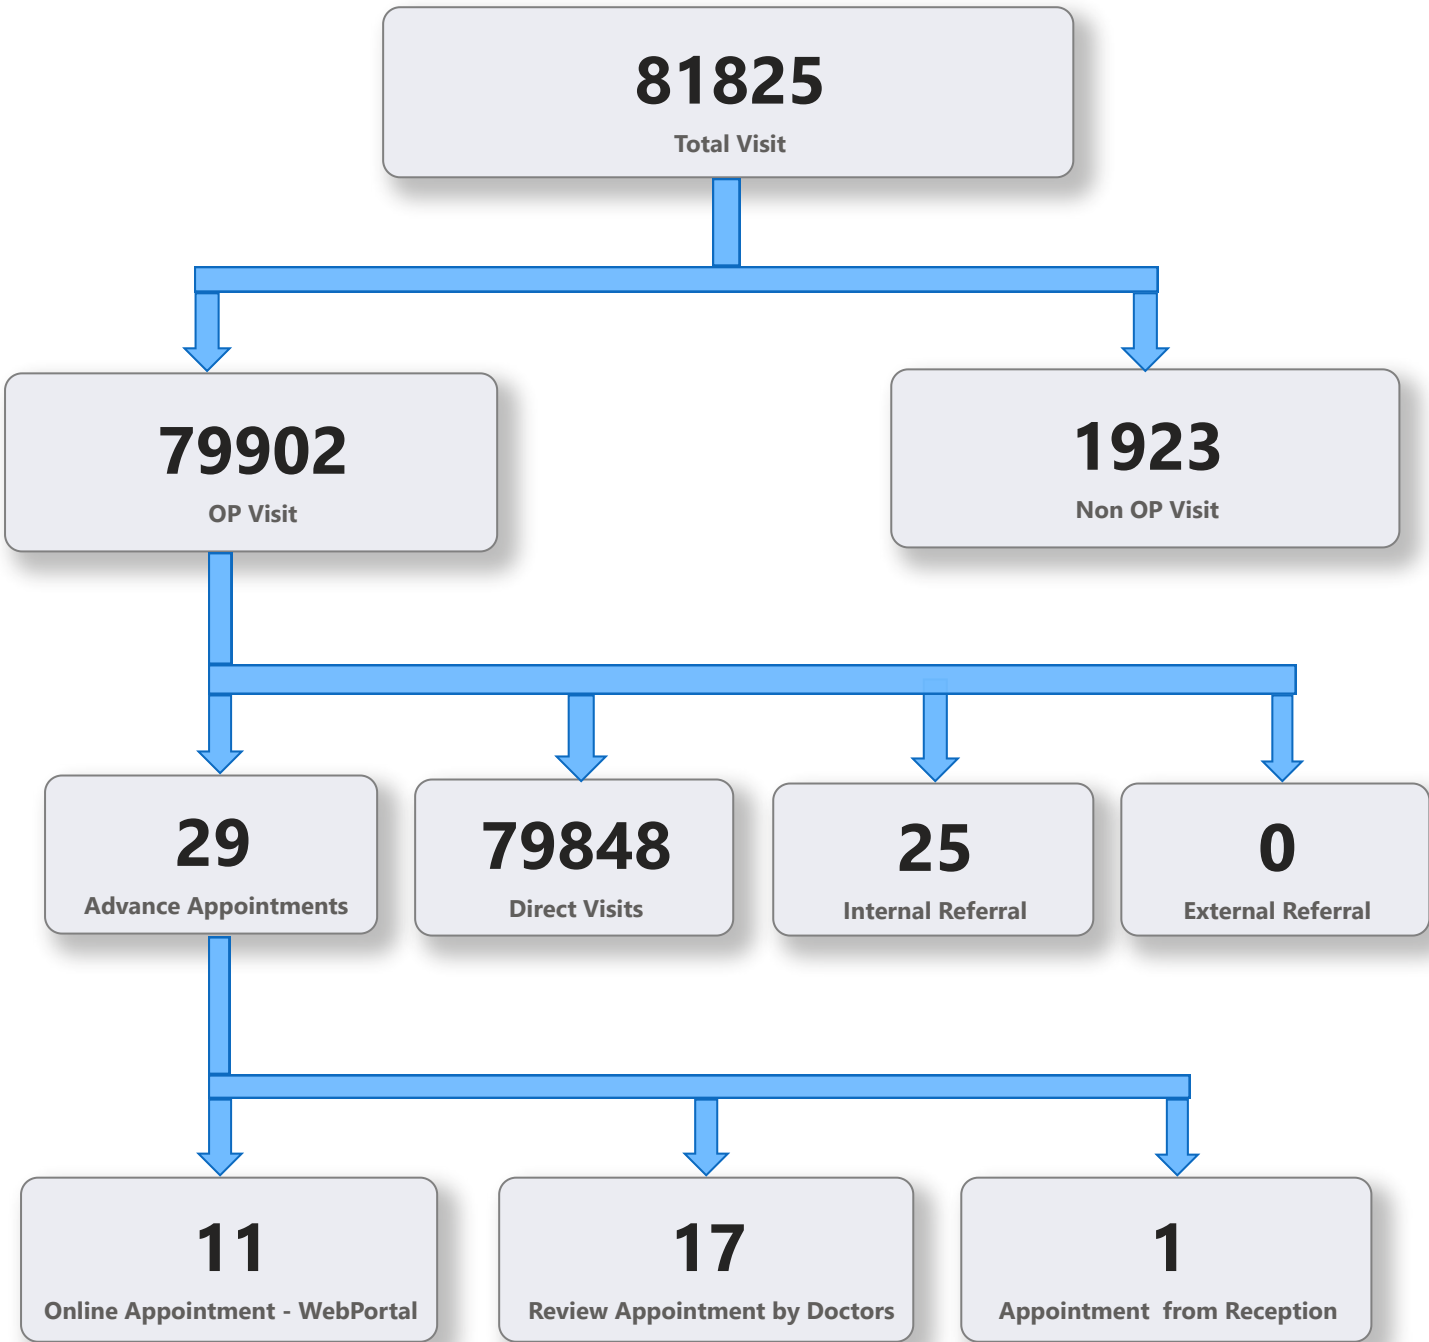 81825
Total Visit
79902
OP Visit
1923
Non OP Visit
29
Advance Appointments
79848
Direct Visits
25
Internal Referral
0
External Referral
11
Online Appointment - WebPortal
17
Review Appointment by Doctors
1
Appointment  from Reception